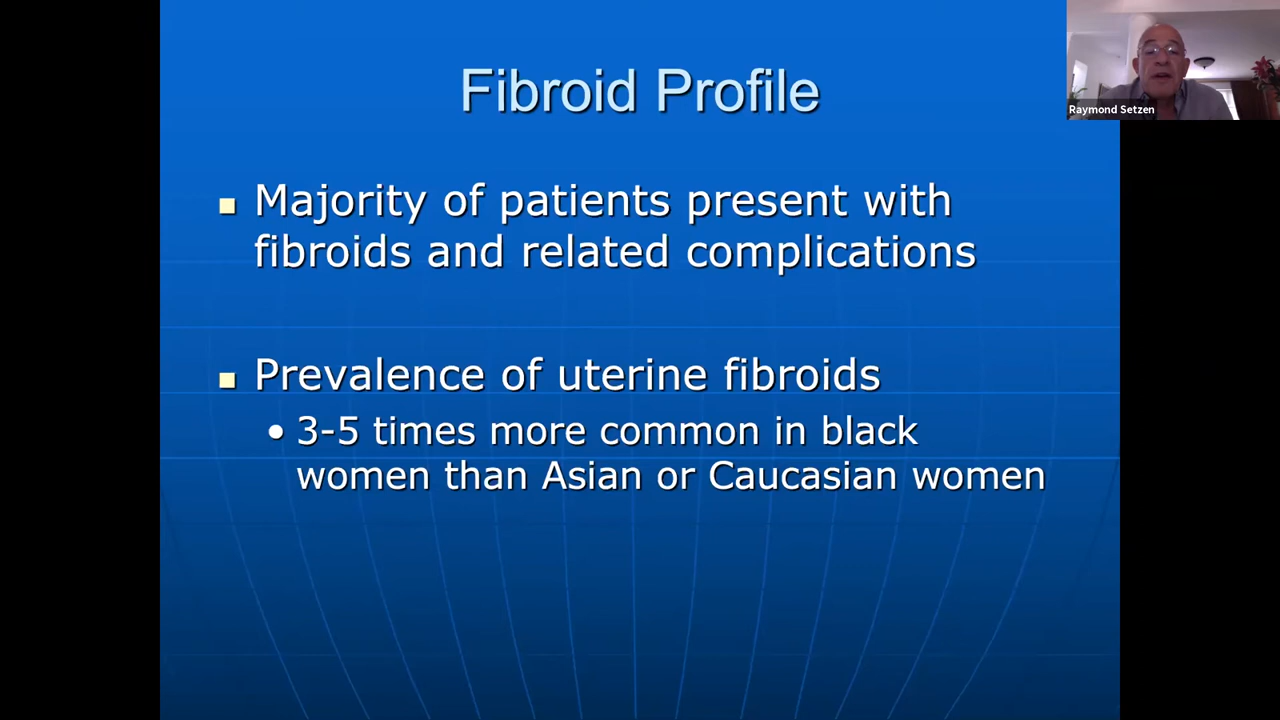 Fibroid Profile
Raymond Setzen
Majority of patients present with
fibroids and related complications
Prevalence of uterine fibroids
• 3-5 times more common in black
women than Asian or Caucasian women